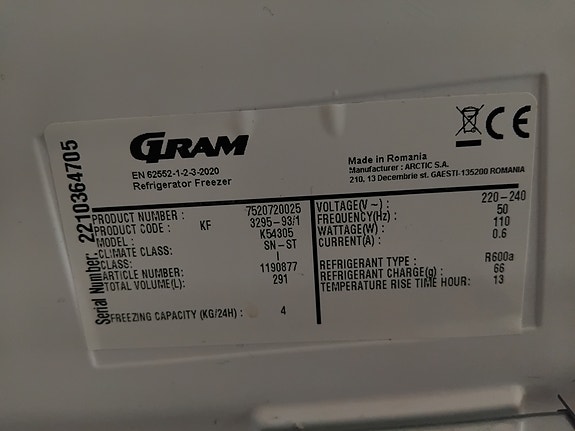 GRAM
EN 62552-1-2-3-2020
Refrigerator Freezer
CE
Made in Romania
Manufacturer : ARCTIC S.A.
210. 13 Decembrie st. GAESTI-135200 ROMANIA
Serial Number: 2210364705
PRODUCT NUMBER : 7520720025
PRODUCT CODE : KF 3295-93/1
MODEL : K54305
CLIMATE CLASS: SN-ST
CLASS: I
ARTICLE NUMBER : 1190877
TOTAL VOLUME(L): 291
FREEZING CAPACITY (KG/24H) : 4
VOLTAGE(V ~) : 220-240
FREQUENCY(Hz) : 50
WATTAGE(W) : 110
CURRENT(A) : 0.6
REFRIGERANT TYPE : R600a
REFRIGERANT CHARGE(g) : 66
TEMPERATURE RISE TIME HOUR: 13